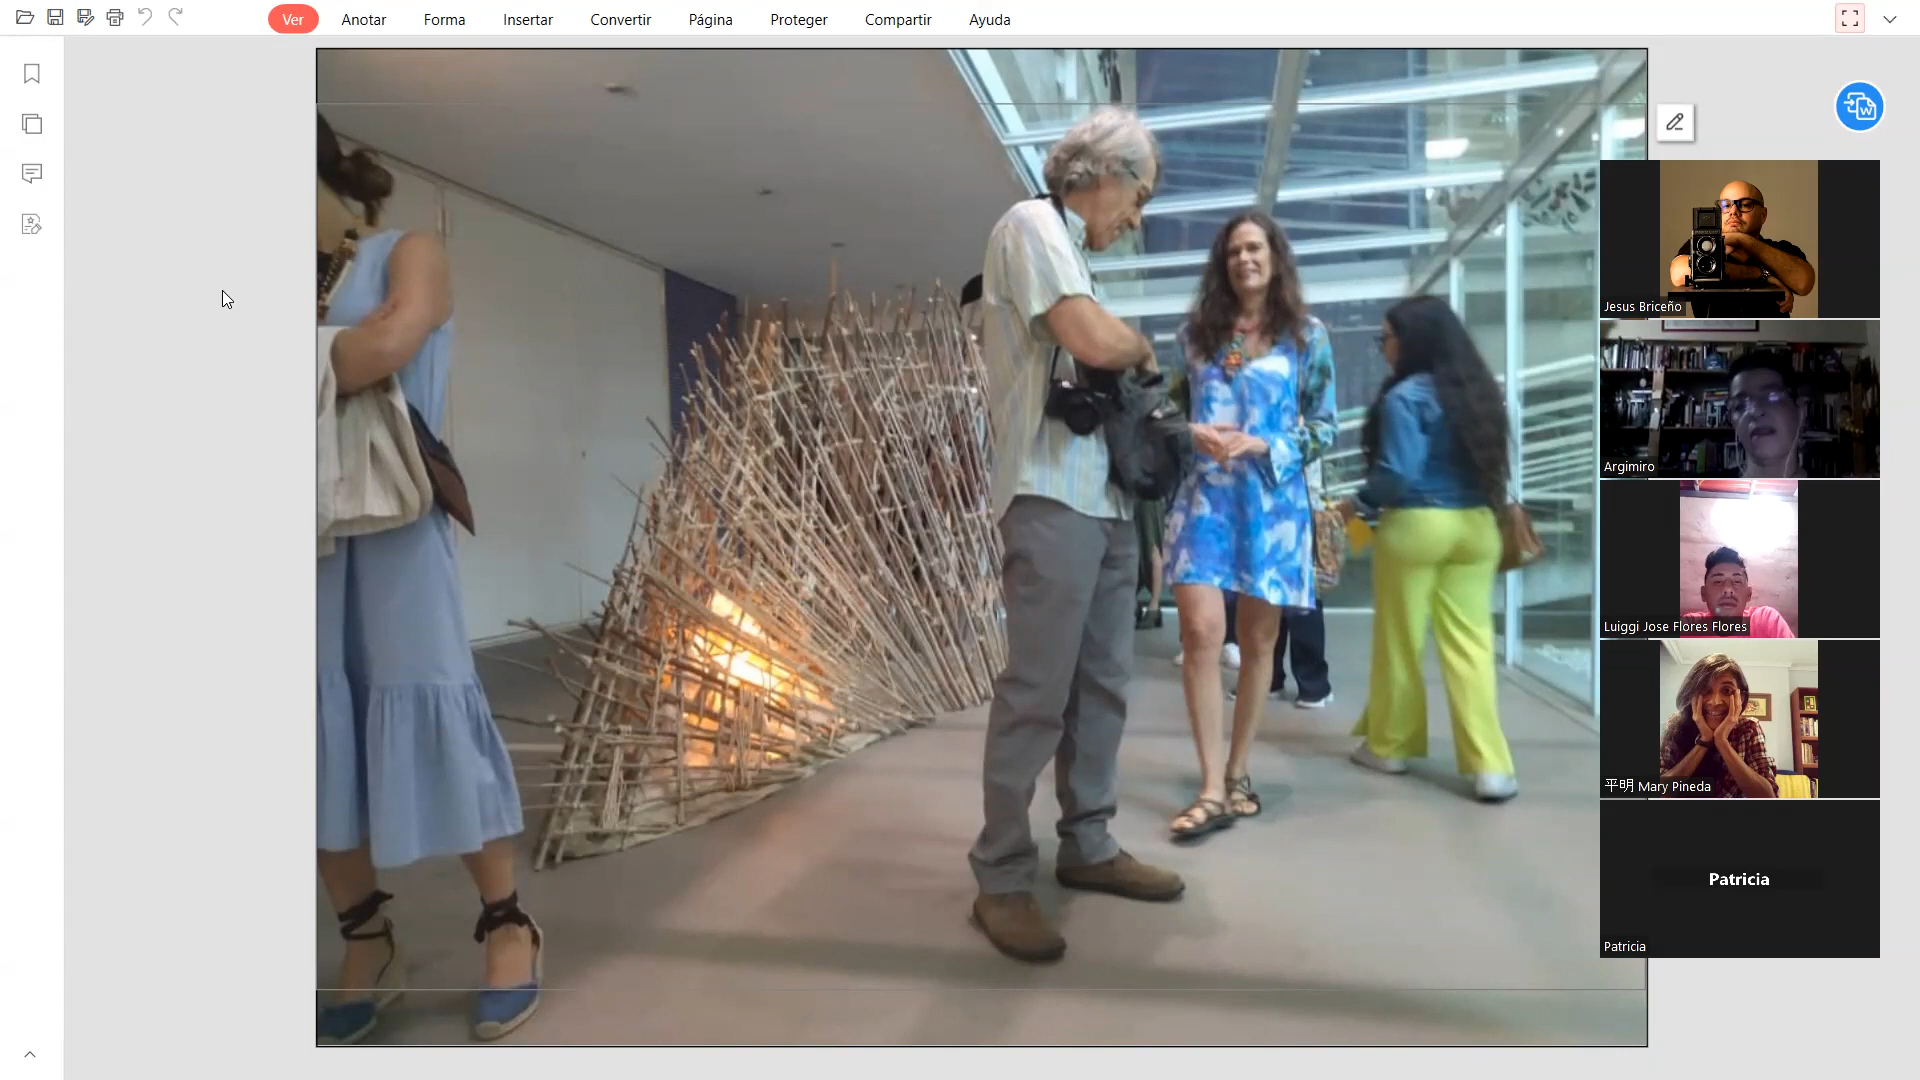 Ver Anotar Forma Insertar Convertir Página Proteger Compartir Ayuda
W
Jesus Briceño
Argimiro
Luiggi Jose Flores Flores
平明 Mary Pineda
Patricia
Patricia